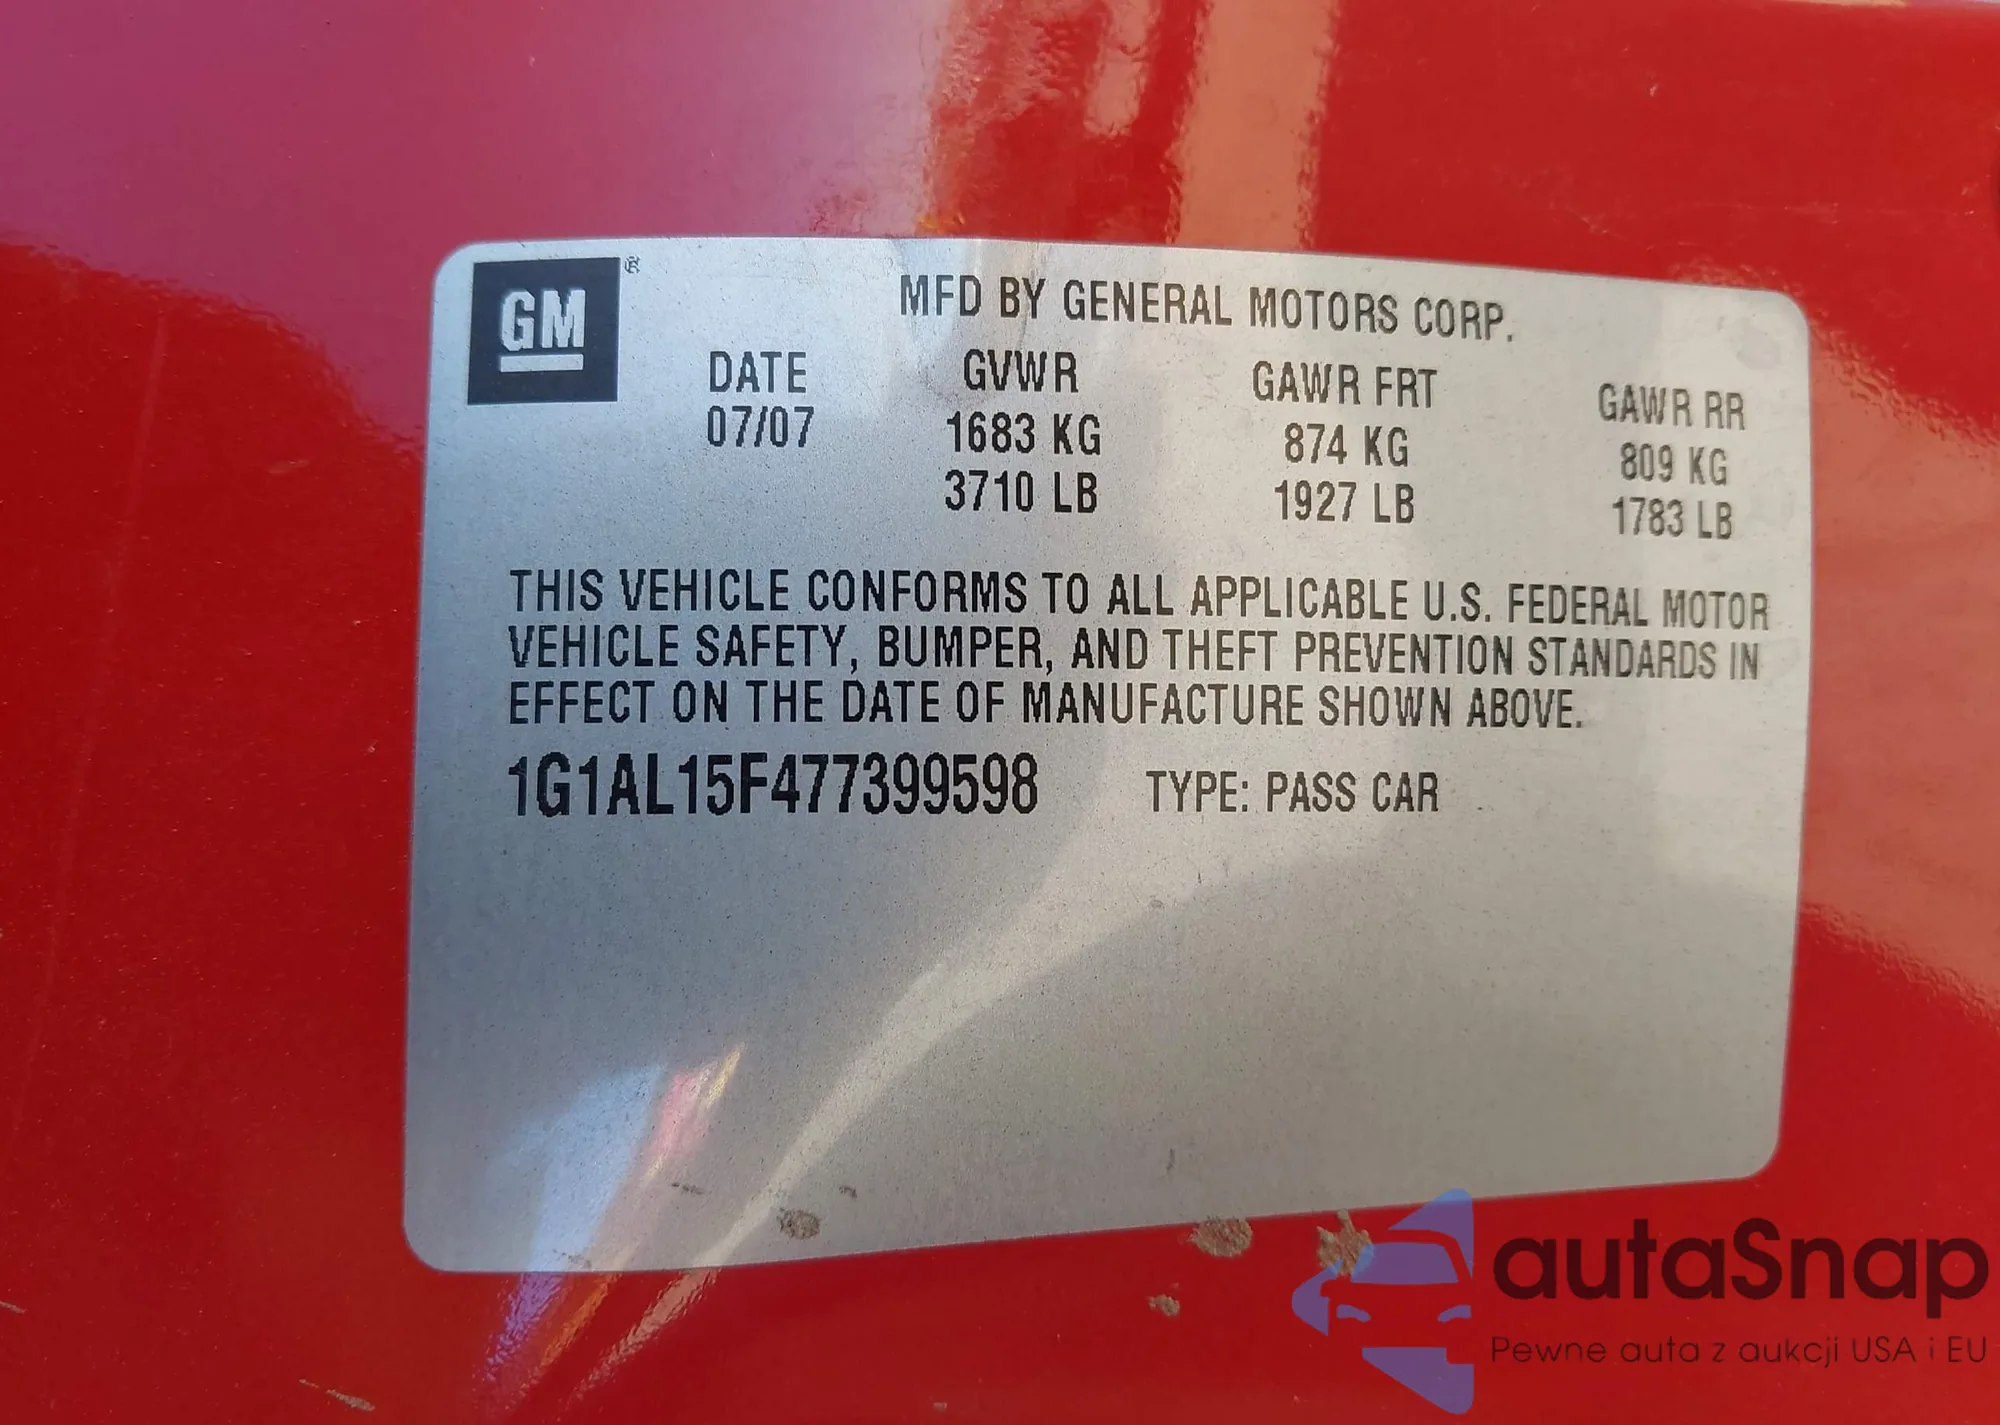 GM ®
MFD BY GENERAL MOTORS CORP.
DATE GVWR GAWR FRT GAWR RR
07/07 1683 KG 874 KG 809 KG
3710 LB 1927 LB 1783 LB
THIS VEHICLE CONFORMS TO ALL APPLICABLE U.S. FEDERAL MOTOR
VEHICLE SAFETY, BUMPER, AND THEFT PREVENTION STANDARDS IN
EFFECT ON THE DATE OF MANUFACTURE SHOWN ABOVE.
1G1AL15F477399598 TYPE: PASS CAR
autaSnap
Pewne auta z aukcji USA i EU